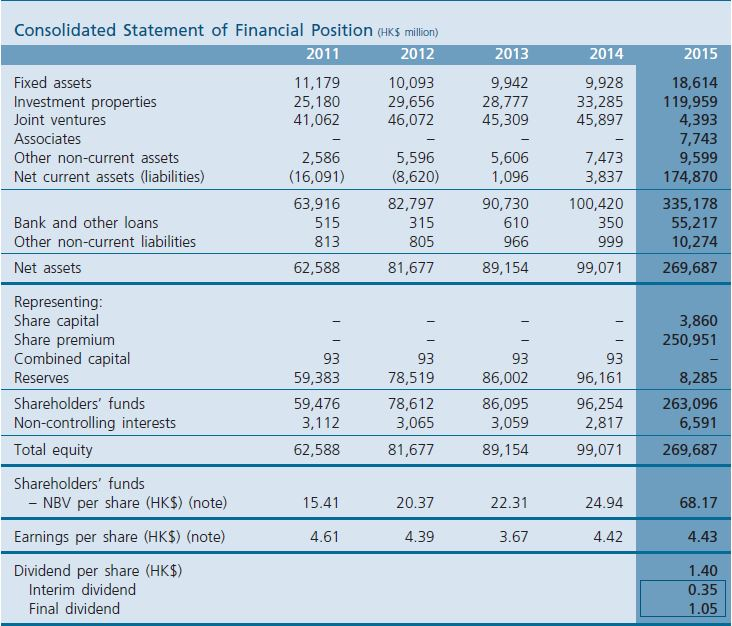 Consolidated Statement of Financial Position (HK$ million)
2011 2012 2013 2014 2015
Fixed assets 11,179 10,093 9,942 9,928 18,614
Investment properties 25,180 29,656 28,777 33,285 119,959
Joint ventures 41,062 46,072 45,309 45,897 4,393
Associates – – – – 7,743
Other non-current assets 2,586 5,596 5,606 7,473 9,599
Net current assets (liabilities) (16,091) (8,620) 1,096 3,837 174,870
63,916 82,797 90,730 100,420 335,178
Bank and other loans 515 315 610 350 55,217
Other non-current liabilities 813 805 966 999 10,274
Net assets 62,588 81,677 89,154 99,071 269,687
Representing:
Share capital – – – – 3,860
Share premium – – – – 250,951
Combined capital 93 93 93 93 –
Reserves 59,383 78,519 86,002 96,161 8,285
Shareholders' funds 59,476 78,612 86,095 96,254 263,096
Non-controlling interests 3,112 3,065 3,059 2,817 6,591
Total equity 62,588 81,677 89,154 99,071 269,687
Shareholders' funds
– NBV per share (HK$) (note) 15.41 20.37 22.31 24.94 68.17
Earnings per share (HK$) (note) 4.61 4.39 3.67 4.42 4.43
Dividend per share (HK$) 1.40
Interim dividend 0.35
Final dividend 1.05